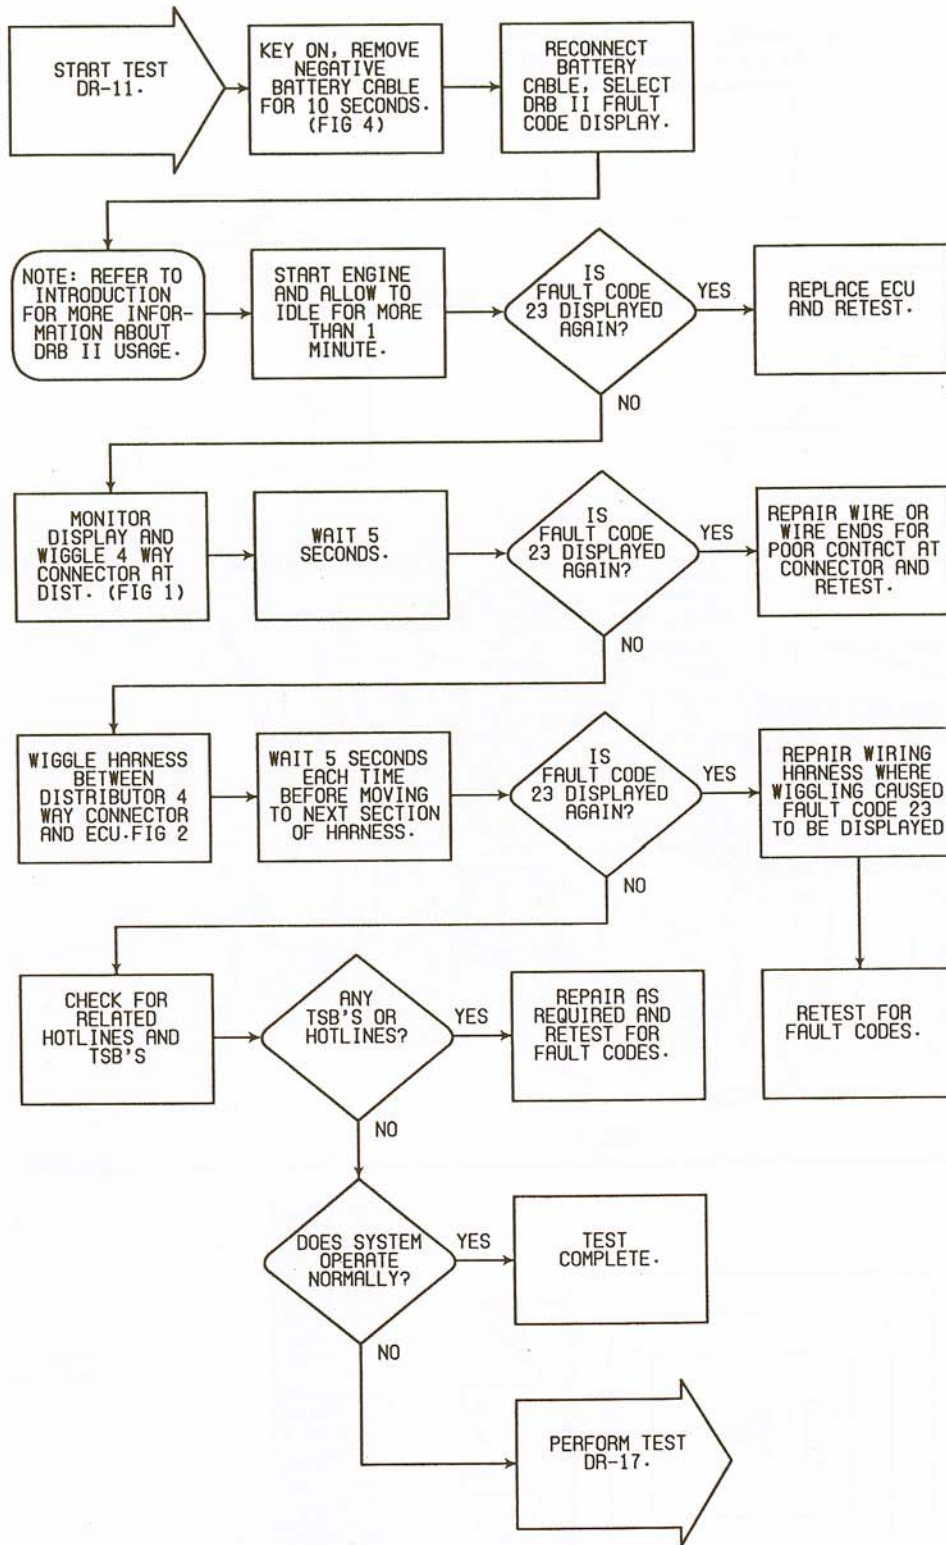 START TEST
DR-11.
KEY ON, REMOVE
NEGATIVE
BATTERY CABLE
FOR 10 SECONDS.
(FIG 4)
RECONNECT
BATTERY
CABLE, SELECT
DRB II FAULT
CODE DISPLAY.
NOTE: REFER TO
INTRODUCTION
FOR MORE INFOR-
MATION ABOUT
DRB II USAGE.
START ENGINE
AND ALLOW TO
IDLE FOR MORE
THAN 1
MINUTE.
IS
FAULT CODE
23 DISPLAYED
AGAIN?
YES
REPLACE ECU
AND RETEST.
NO
MONITOR
DISPLAY AND
WIGGLE 4 WAY
CONNECTOR AT
DIST. (FIG 1)
WAIT 5
SECONDS.
IS
FAULT CODE
23 DISPLAYED
AGAIN?
YES
REPAIR WIRE OR
WIRE ENDS FOR
POOR CONTACT AT
CONNECTOR AND
RETEST.
NO
WIGGLE HARNESS
BETWEEN
DISTRIBUTOR 4
WAY CONNECTOR
AND ECU.FIG 2
WAIT 5 SECONDS
EACH TIME
BEFORE MOVING
TO NEXT SECTION
OF HARNESS.
IS
FAULT CODE
23 DISPLAYED
AGAIN?
YES
REPAIR WIRING
HARNESS WHERE
WIGGLING CAUSED
FAULT CODE 23
TO BE DISPLAYED
NO
CHECK FOR
RELATED
HOTLINES AND
TSB'S
ANY
TSB'S OR
HOTLINES?
YES
REPAIR AS
REQUIRED AND
RETEST FOR
FAULT CODES.
RETEST FOR
FAULT CODES.
NO
DOES SYSTEM
OPERATE
NORMALLY?
YES
TEST
COMPLETE.
NO
PERFORM TEST
DR-17.